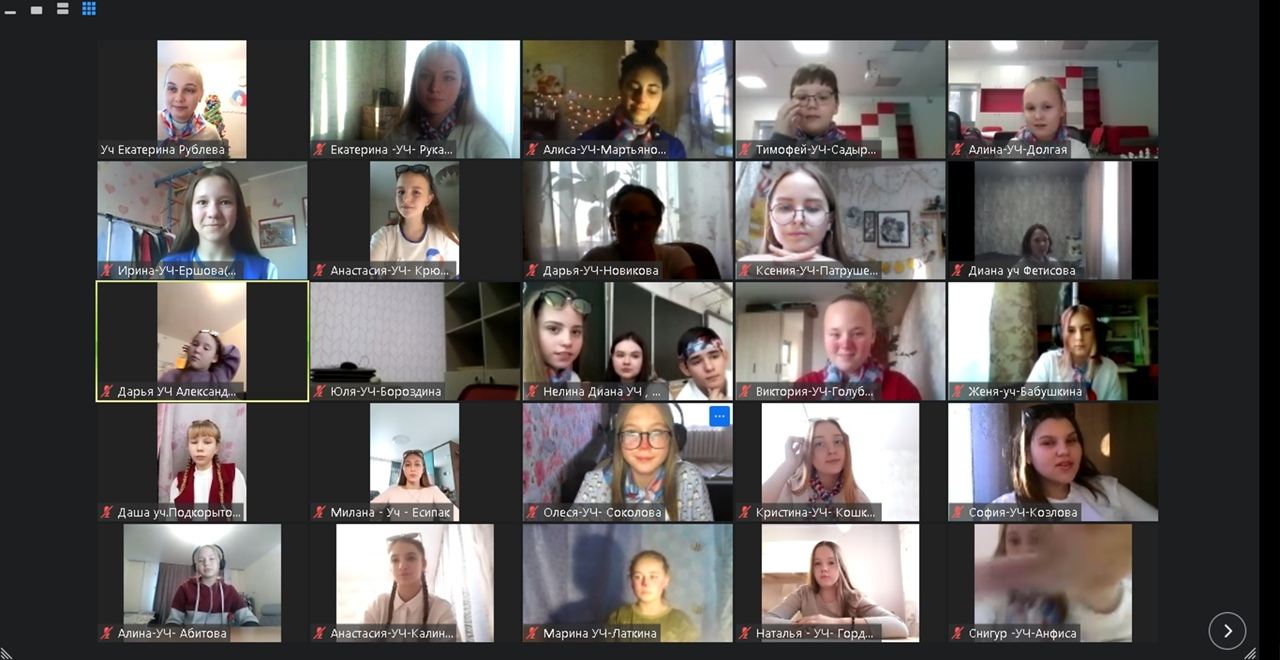 Уч Екатерина Рублева
Екатерина -УЧ- Рука...
Алиса-УЧ-Мартьяно...
Тимофей-УЧ-Садыр...
Алина-УЧ-Долгая
Ирина-УЧ-Ершова(...
Анастасия-УЧ- Крю...
Дарья-УЧ-Новикова
Ксения-УЧ-Патруше...
Диана уч Фетисова
Дарья УЧ Александ...
Юля-УЧ-Бороздина
Нелина Диана УЧ , ...
Виктория-УЧ-Голуб...
Женя-уч-Бабушкина
Даша уч.Подкорыто...
Милана - Уч - Есипак
Олеся-УЧ- Соколова
Кристина-УЧ- Кошк...
София-УЧ-Козлова
Алина-УЧ- Абитова
Анастасия-УЧ-Калин...
Марина УЧ-Латкина
Наталья - УЧ- Горд...
Снигур -УЧ-Анфиса